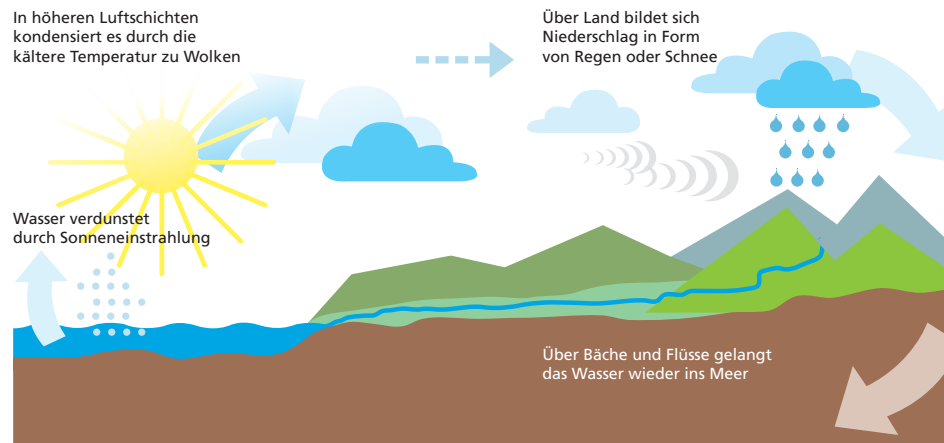 In höheren Luftschichten
kondensiert es durch die
kältere Temperatur zu Wolken
Über Land bildet sich
Niederschlag in Form
von Regen oder Schnee
Wasser verdunstet
durch Sonneneinstrahlung
Über Bäche und Flüsse gelangt
das Wasser wieder ins Meer